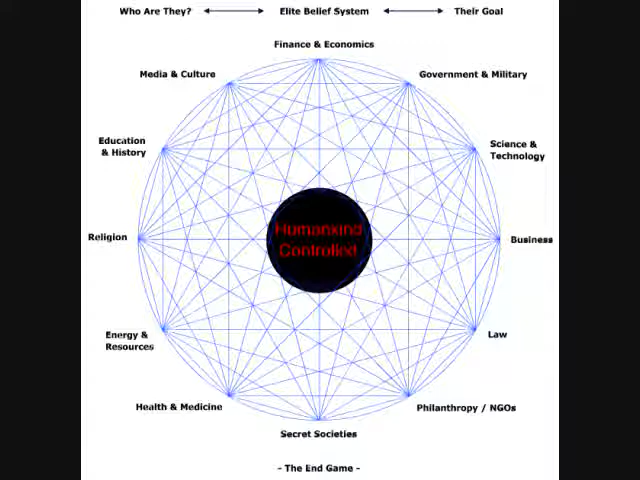 Who Are They? Elite Belief System Their Goal
Finance & Economics
Media & Culture
Government & Military
Education
& History
Science &
Technology
Religion
Humankind
Controlled
Business
Energy &
Resources
Law
Health & Medicine
Philanthropy / NGOs
Secret Societies
- The End Game -